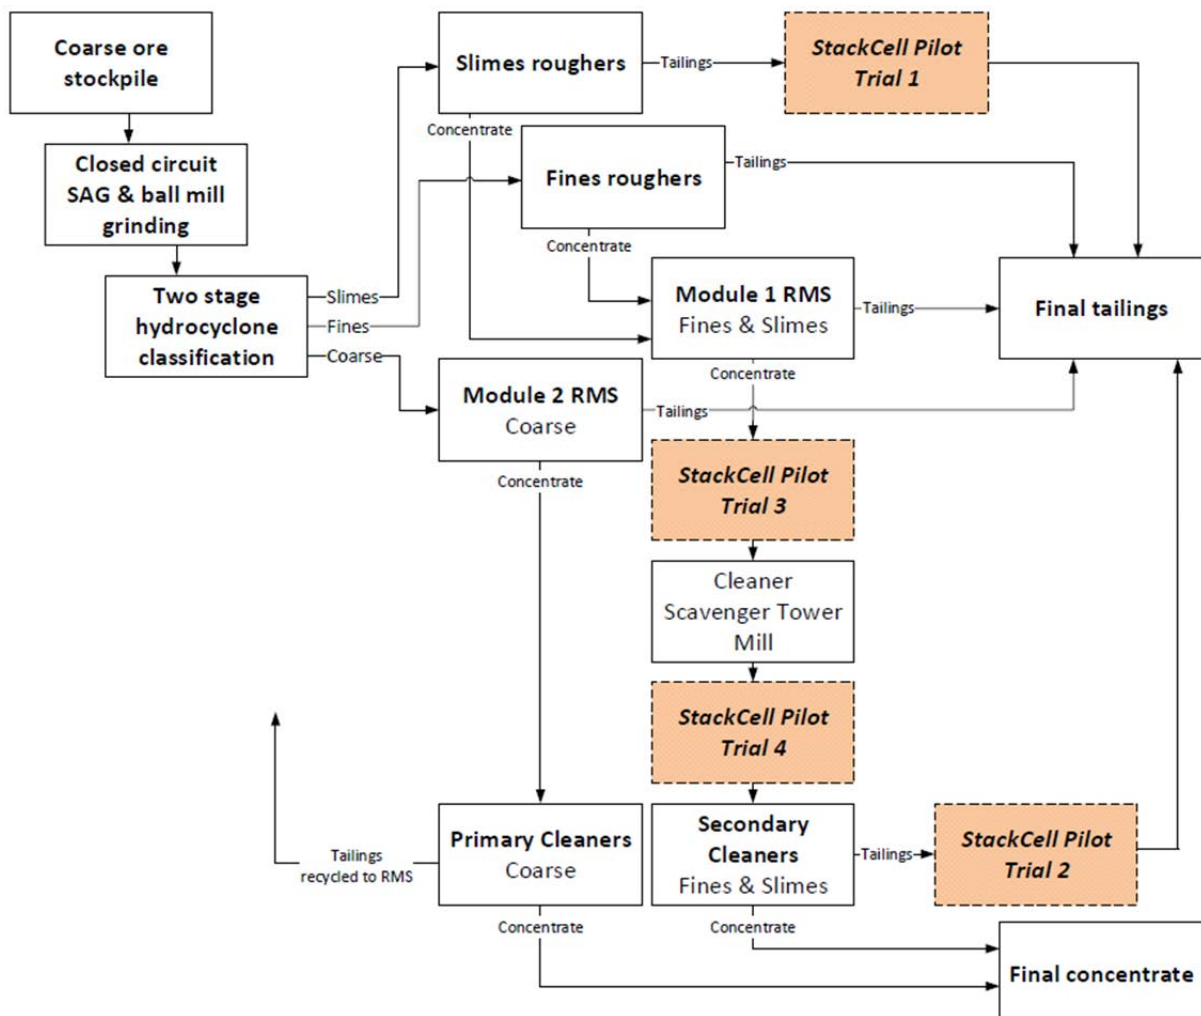 Coarse ore
stockpile
Closed circuit
SAG & ball mill
grinding
Two stage
hydrocyclone
classification
Slimes
Fines
Coarse
Slimes roughers
Tailings
StackCell Pilot
Trial 1
Concentrate
Fines roughers
Tailings
Concentrate
Module 1 RMS
Fines & Slimes
Tailings
Final tailings
Concentrate
Module 2 RMS
Coarse
Tailings
Concentrate
StackCell Pilot
Trial 3
Cleaner
Scavenger Tower
Mill
StackCell Pilot
Trial 4
Tailings
recycled to RMS
Primary Cleaners
Coarse
Concentrate
Secondary
Cleaners
Fines & Slimes
Tailings
StackCell Pilot
Trial 2
Concentrate
Final concentrate